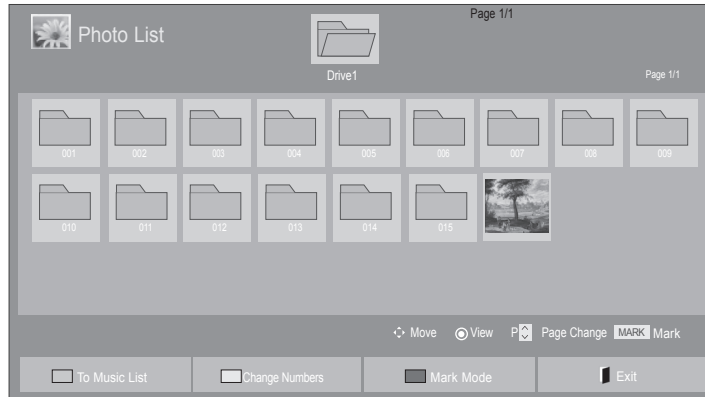 Page 1/1
Photo List
Drive1
Page 1/1
001 002 003 004 005 006 007 008 009
010 011 012 013 014 015
Move View P Page Change MARK Mark
To Music List Change Numbers Mark Mode Exit